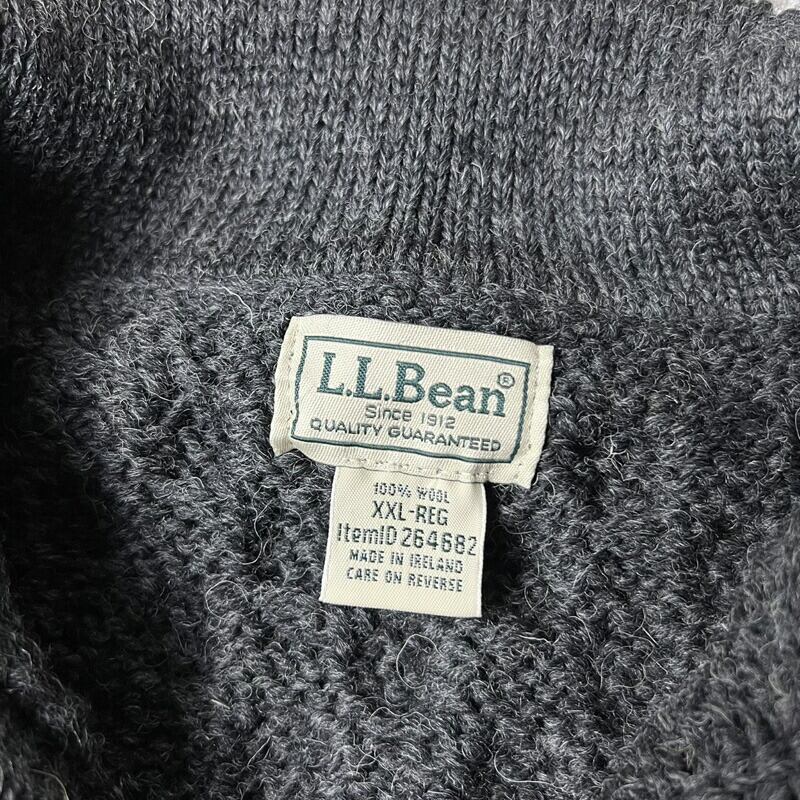 L.L.Bean®
Since 1912
QUALITY GUARANTEED
100% WOOL
XXL-REG
ItemID 264682
MADE IN IRELAND
CARE ON REVERSE